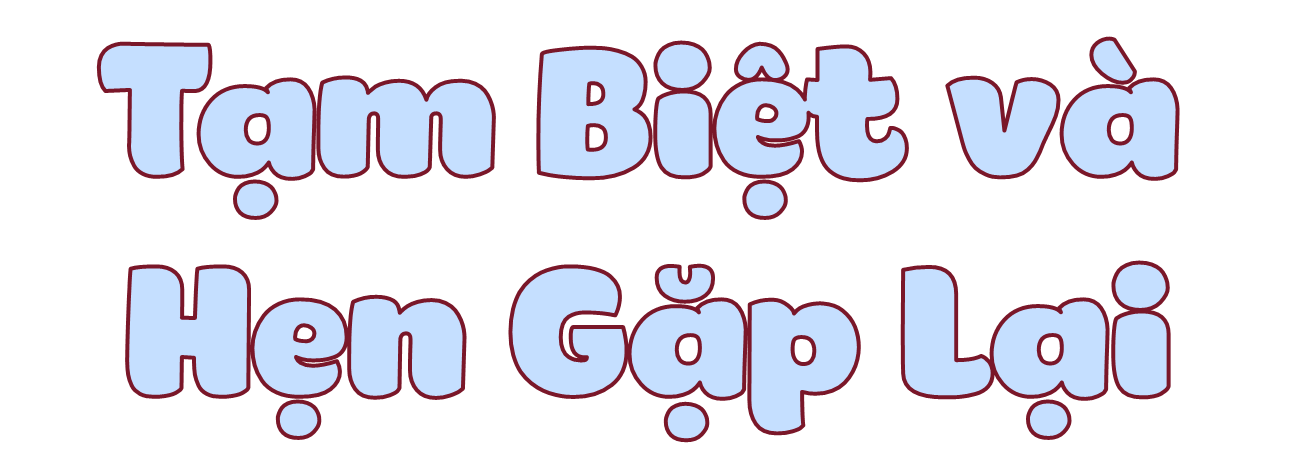 Tạm Biệt và
Hẹn Gặp Lại